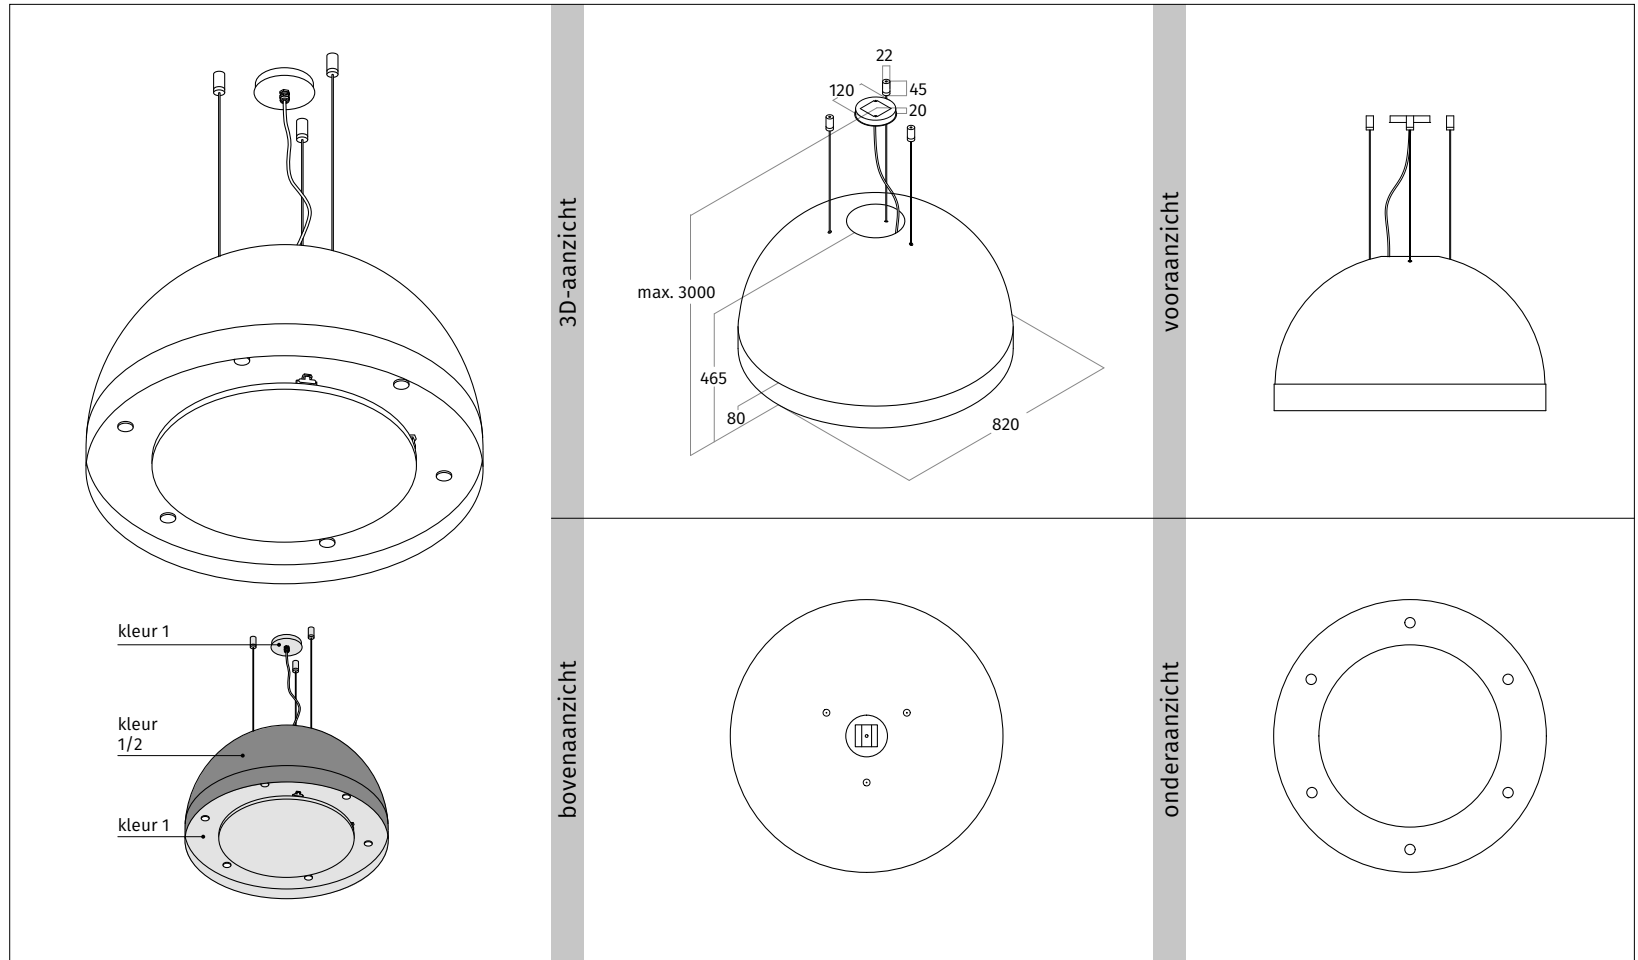 kleur 1
kleur
1/2
kleur 1
3D-aanzicht
22
120
45
20
max. 3000
465
80
820
vooraanzicht
bovenaanzicht
onderaanzicht